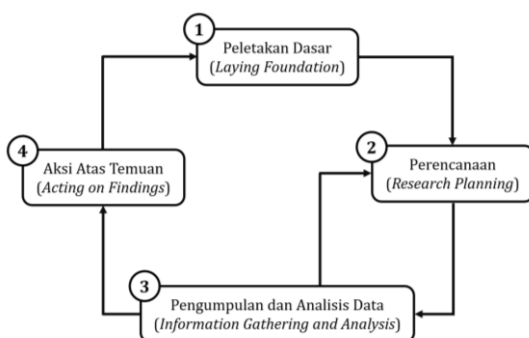 1
Peletakan Dasar
(Laying Foundation)
2
Perencanaan
(Research Planning)
3
Pengumpulan dan Analisis Data
(Information Gathering and Analysis)
4
Aksi Atas Temuan
(Acting on Findings)